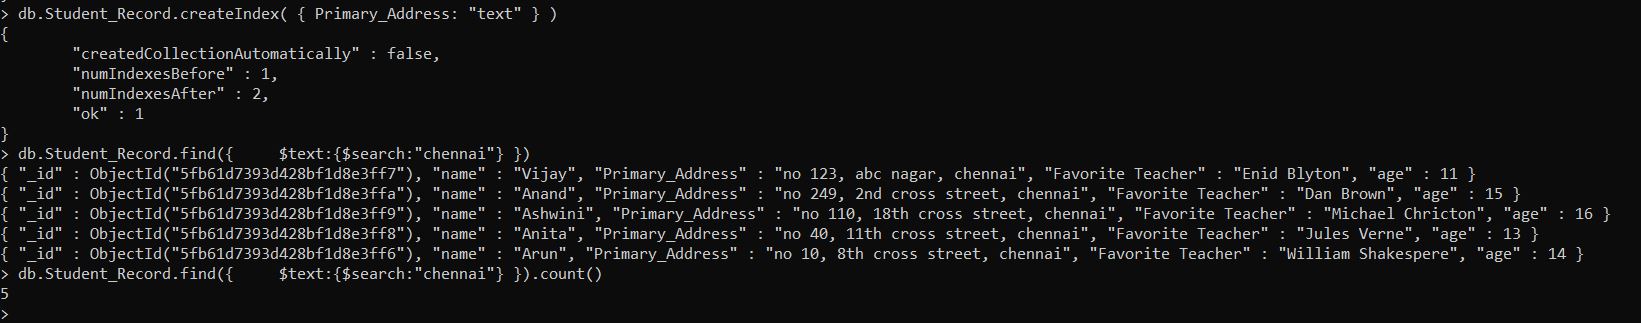 > db.Student_Record.createIndex( { Primary_Address: "text" } )
{
        "createdCollectionAutomatically" : false,
        "numIndexesBefore" : 1,
        "numIndexesAfter" : 2,
        "ok" : 1
}
> db.Student_Record.find({     $text:{$search:"chennai"} })
{ "_id" : ObjectId("5fb61d7393d428bf1d8e3ff7"), "name" : "Vijay", "Primary_Address" : "no 123, abc nagar, chennai", "Favorite Teacher" : "Enid Blyton", "age" : 11 }
{ "_id" : ObjectId("5fb61d7393d428bf1d8e3ffa"), "name" : "Anand", "Primary_Address" : "no 249, 2nd cross street, chennai", "Favorite Teacher" : "Dan Brown", "age" : 15 }
{ "_id" : ObjectId("5fb61d7393d428bf1d8e3ff9"), "name" : "Ashwini", "Primary_Address" : "no 110, 18th cross street, chennai", "Favorite Teacher" : "Michael Chricton", "age" : 16 }
{ "_id" : ObjectId("5fb61d7393d428bf1d8e3ff8"), "name" : "Anita", "Primary_Address" : "no 40, 11th cross street, chennai", "Favorite Teacher" : "Jules Verne", "age" : 13 }
{ "_id" : ObjectId("5fb61d7393d428bf1d8e3ff6"), "name" : "Arun", "Primary_Address" : "no 10, 8th cross street, chennai", "Favorite Teacher" : "William Shakespere", "age" : 14 }
> db.Student_Record.find({     $text:{$search:"chennai"} }).count()
5
>